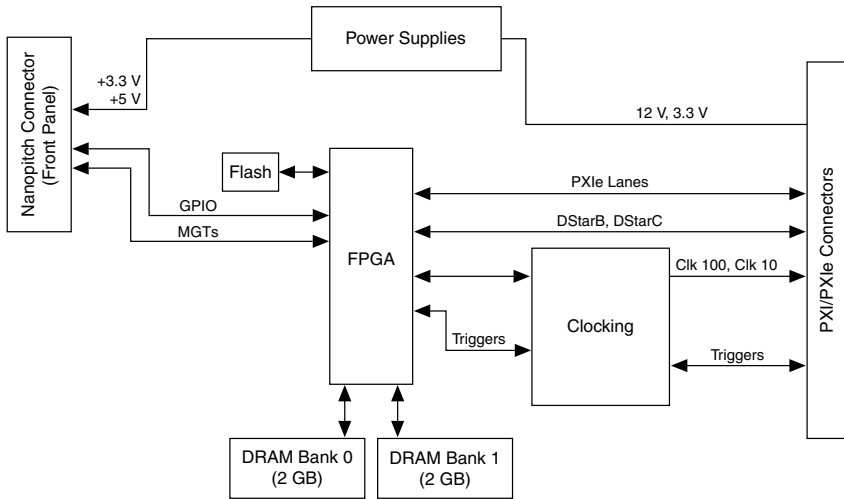 Power Supplies
+3.3 V
+5 V
Nanopitch Connector
(Front Panel)
12 V, 3.3 V
Flash
PXIe Lanes
GPIO
DStarB, DStarC
MGTs
FPGA
Clk 100, Clk 10
PXI/PXIe Connectors
Clocking
Triggers
Triggers
DRAM Bank 0
(2 GB)
DRAM Bank 1
(2 GB)